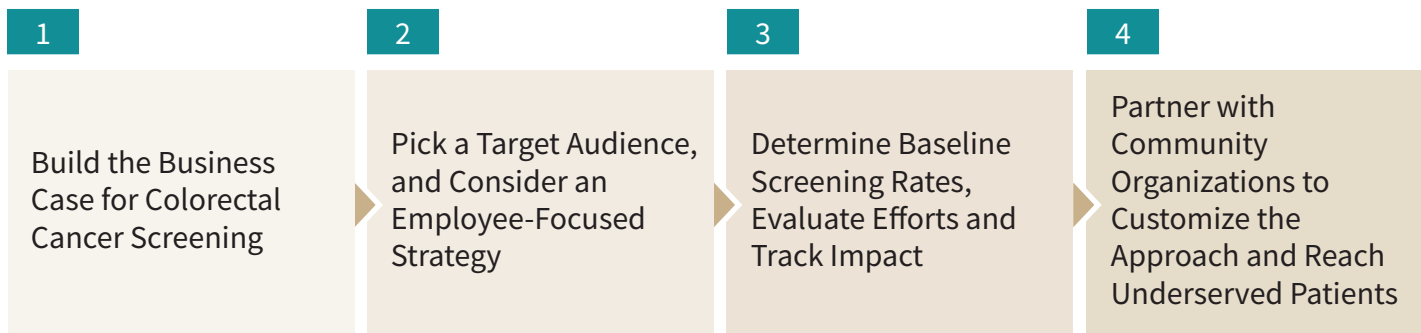 1
Build the Business
Case for Colorectal
Cancer Screening
2
Pick a Target Audience,
and Consider an
Employee-Focused
Strategy
3
Determine Baseline
Screening Rates,
Evaluate Efforts and
Track Impact
4
Partner with
Community
Organizations to
Customize the
Approach and Reach
Underserved Patients